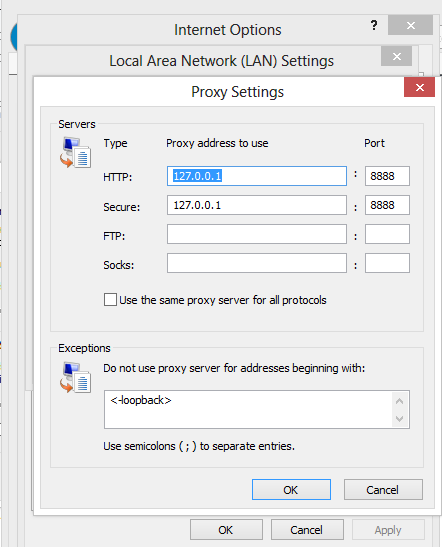 Internet Options
?
Local Area Network (LAN) Settings
Proxy Settings
Servers
Type Proxy address to use Port
HTTP: 127.0.0.1 : 8888
Secure: 127.0.0.1 : 8888
FTP: :
Socks: :
Use the same proxy server for all protocols
Exceptions
Do not use proxy server for addresses beginning with:
<-loopback>
Use semicolons ( ; ) to separate entries.
OK Cancel
OK Cancel Apply